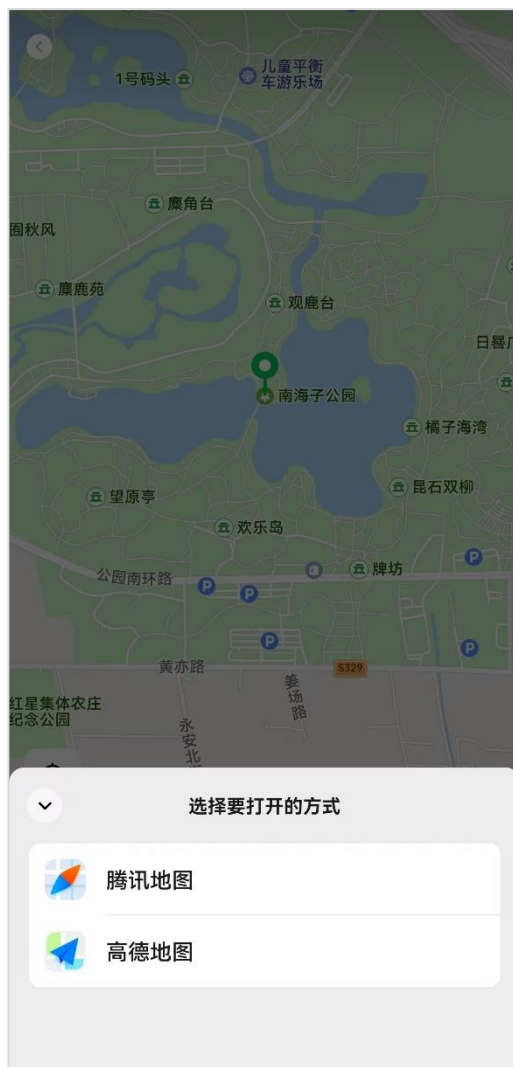 儿童平衡
车游乐场
1号码头
麋角台
囿秋风
麋鹿苑
观鹿台
日晷广
南海子公园
橘子海湾
昆石双柳
望原亭
欢乐岛
牌坊
公园南环路
P
P
P
P
P
黄亦路
S329
姜场路
红星集体农庄
纪念公园
永安北
选择要打开的方式
腾讯地图
高德地图